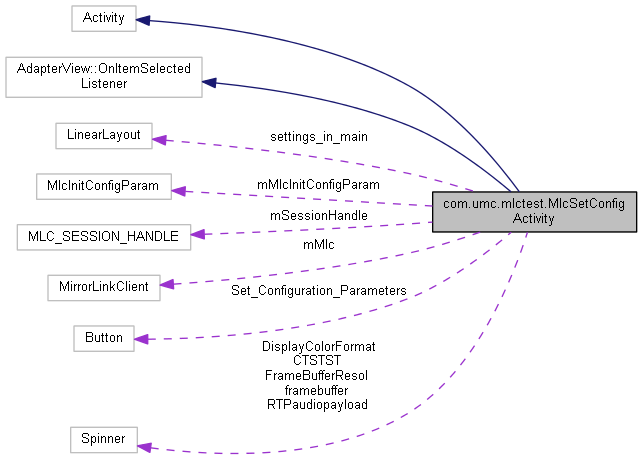 Activity
AdapterView::OnItemSelected
Listener
LinearLayout
settings_in_main
MlcInitConfigParam
mMlcInitConfigParam
com.umc.mlctest.MlcSetConfig
Activity
MLC_SESSION_HANDLE
mSessionHandle
mMlc
MirrorLinkClient
Set_Configuration_Parameters
Button
DisplayColorFormat
CTSTST
FrameBufferResol
framebuffer
RTPaudiopayload
Spinner